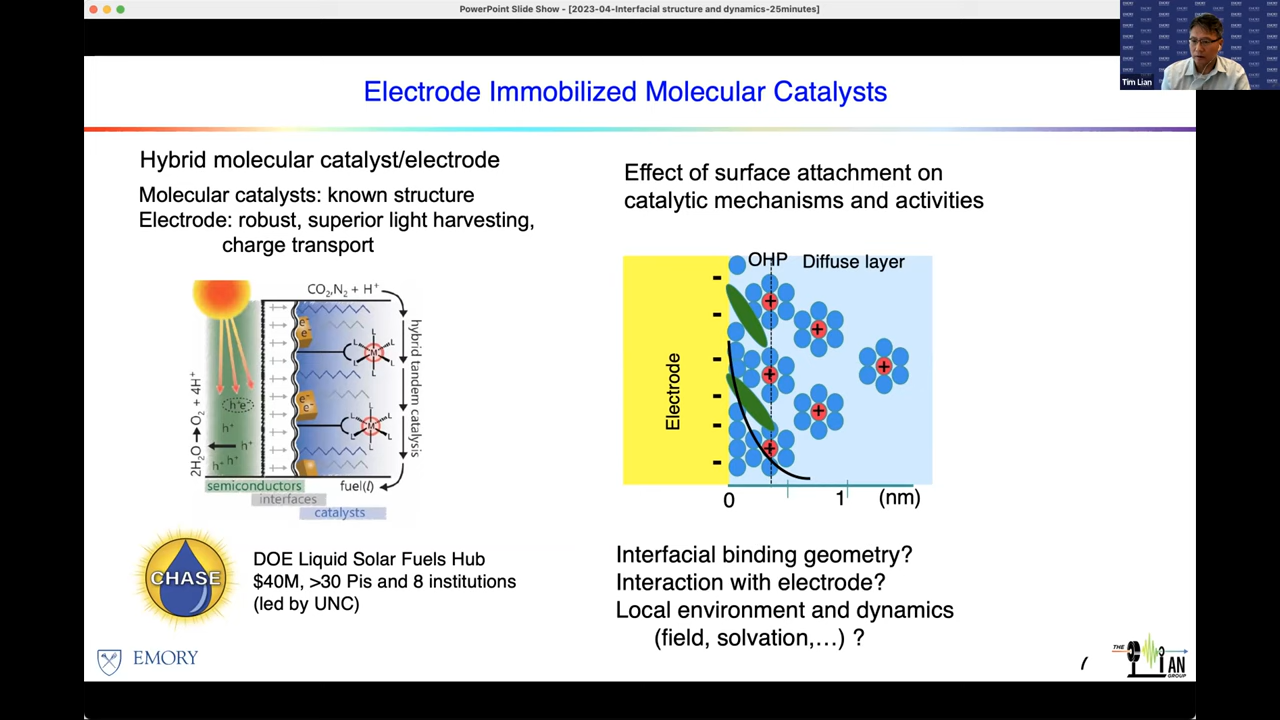 PowerPoint Slide Show - [2023-04-Interfacial structure and dynamics-25minutes]
Tim Lian
Electrode Immobilized Molecular Catalysts
Hybrid molecular catalyst/electrode
Molecular catalysts: known structure
Electrode: robust, superior light harvesting,
charge transport
CO₂,N₂ + H⁺
e⁻
e⁻
L
L
L
M
L
L
L
hybrid tandem catalysis
2H₂O → O₂ + 4H⁺
h⁺e⁻
h⁺
h⁺
h⁺
h⁺
e⁻
e⁻
L
L
L
M
L
L
L
semiconductors
fuel(l)
interfaces
catalysts
CHASE
DOE Liquid Solar Fuels Hub
$40M, >30 Pis and 8 institutions
(led by UNC)
EMORY
Effect of surface attachment on
catalytic mechanisms and activities
OHP
Diffuse layer
Electrode
0
1
(nm)
Interfacial binding geometry?
Interaction with electrode?
Local environment and dynamics
(field, solvation,...) ?
THE
LIAN
GROUP